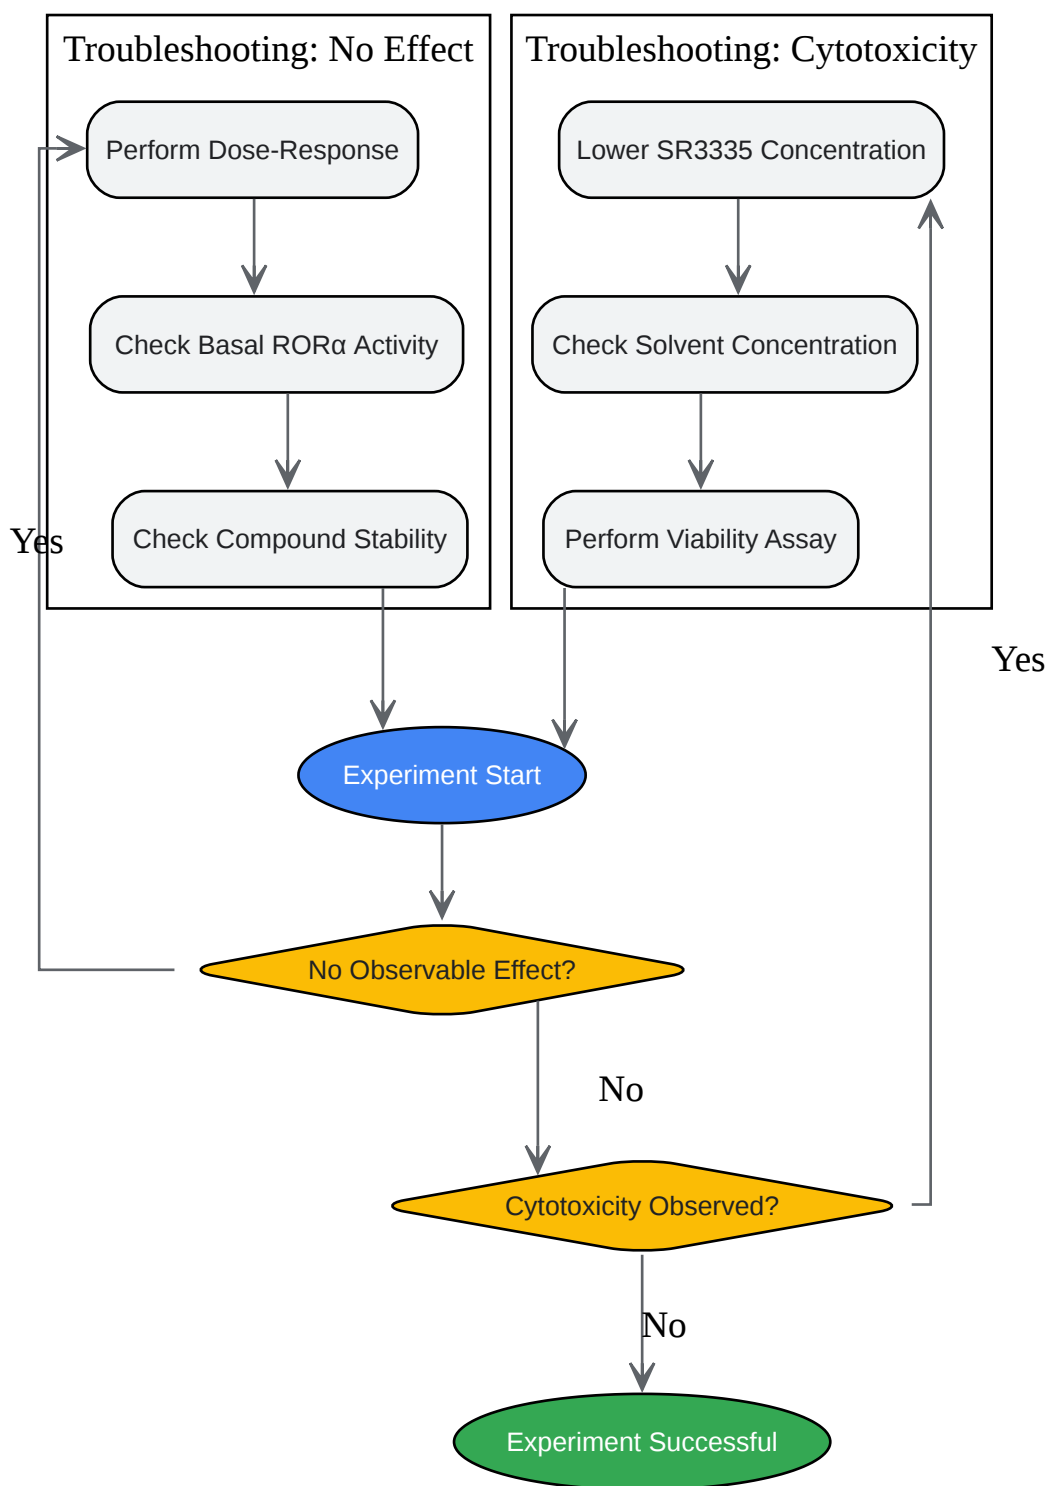 Troubleshooting: No Effect
Troubleshooting: Cytotoxicity
Perform Dose-Response
Lower SR3335 Concentration
Check Basal RORα Activity
Check Solvent Concentration
Check Compound Stability
Perform Viability Assay
Yes
Yes
Experiment Start
No Observable Effect?
No
Cytotoxicity Observed?
No
Experiment Successful